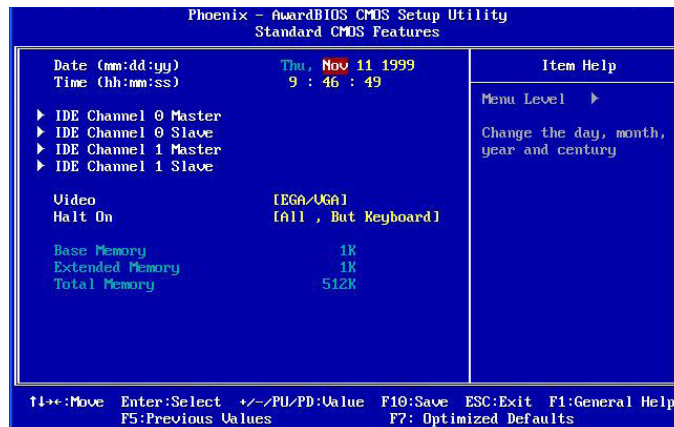 Phoenix - AwardBIOS CMOS Setup Utility
Standard CMOS Features
Date (mm:dd:yy) Thu, Nov 11 1999
Time (hh:mm:ss) 9 : 46 : 49
IDE Channel 0 Master
IDE Channel 0 Slave
IDE Channel 1 Master
IDE Channel 1 Slave
Video [EGA/VGA]
Halt On [All , But Keyboard]
Base Memory 1K
Extended Memory 1K
Total Memory 512K
Item Help
Menu Level
Change the day, month,
year and century
↑↓→←:Move Enter:Select +/-/PU/PD:Value F10:Save ESC:Exit F1:General Help
F5:Previous Values F7: Optimized Defaults